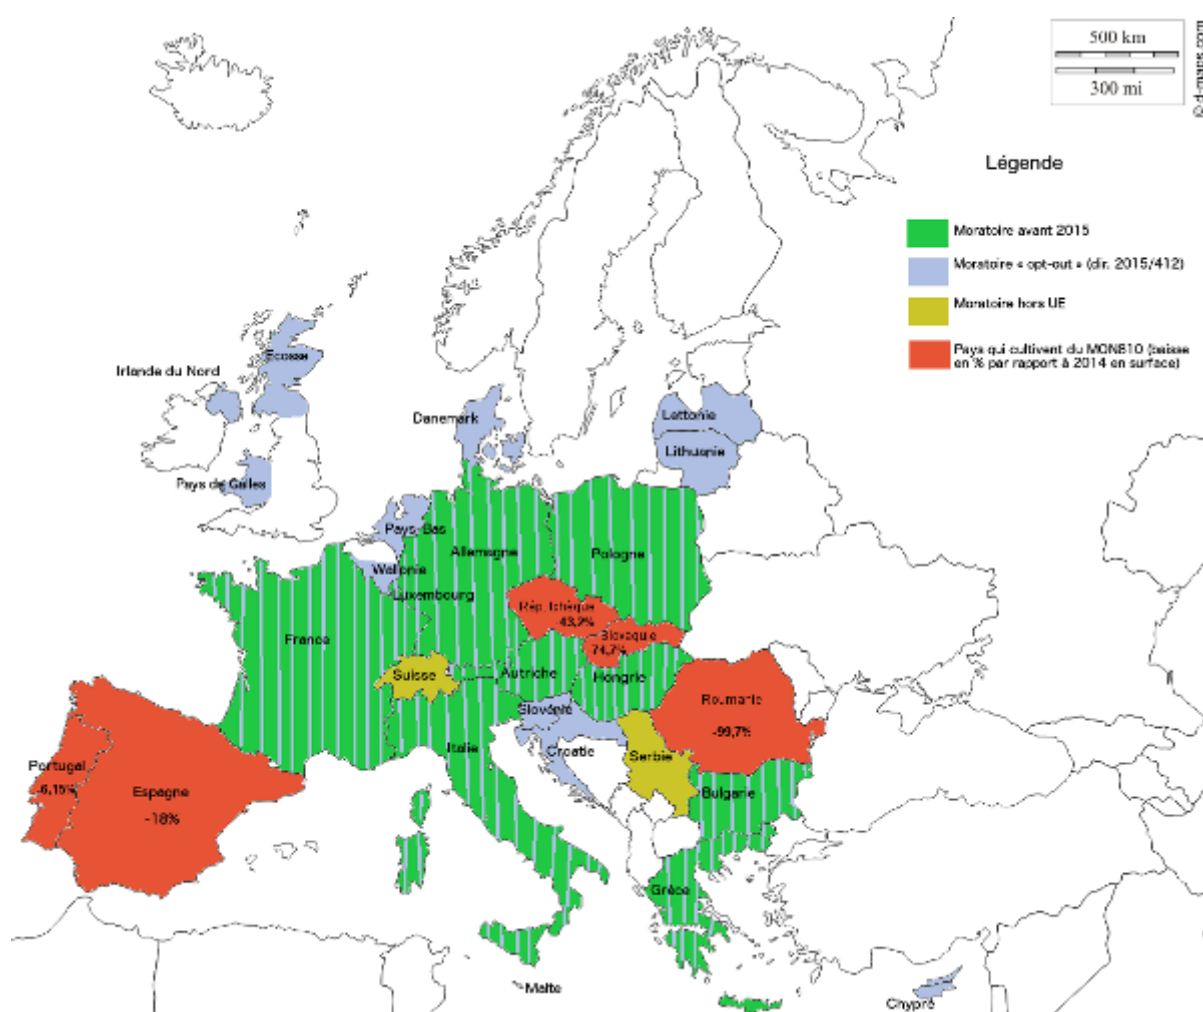 500 km
300 mi
©d-maps.com
Légende
Moratoire avant 2015
Moratoire « opt-out » (dir. 2015/412)
Moratoire hors UE
Pays qui cultivent du MON810 (baisse
en % par rapport à 2014 en surface)
Ecosse
Irlande du Nord
Pays de Galles
Danemark
Lettonie
Lithuanie
Pays-Bas
Allemagne
Pologne
Wallonie
Luxembourg
France
Rép. tchèque
-43,2%
Slovaquie
74,7%
Suisse
Autriche
Hongrie
Slovénie
Croatie
Roumanie
-99,7%
Serbie
Italie
Bulgarie
Portugal
-6,15%
Espagne
-18%
Grèce
Malte
Chypre